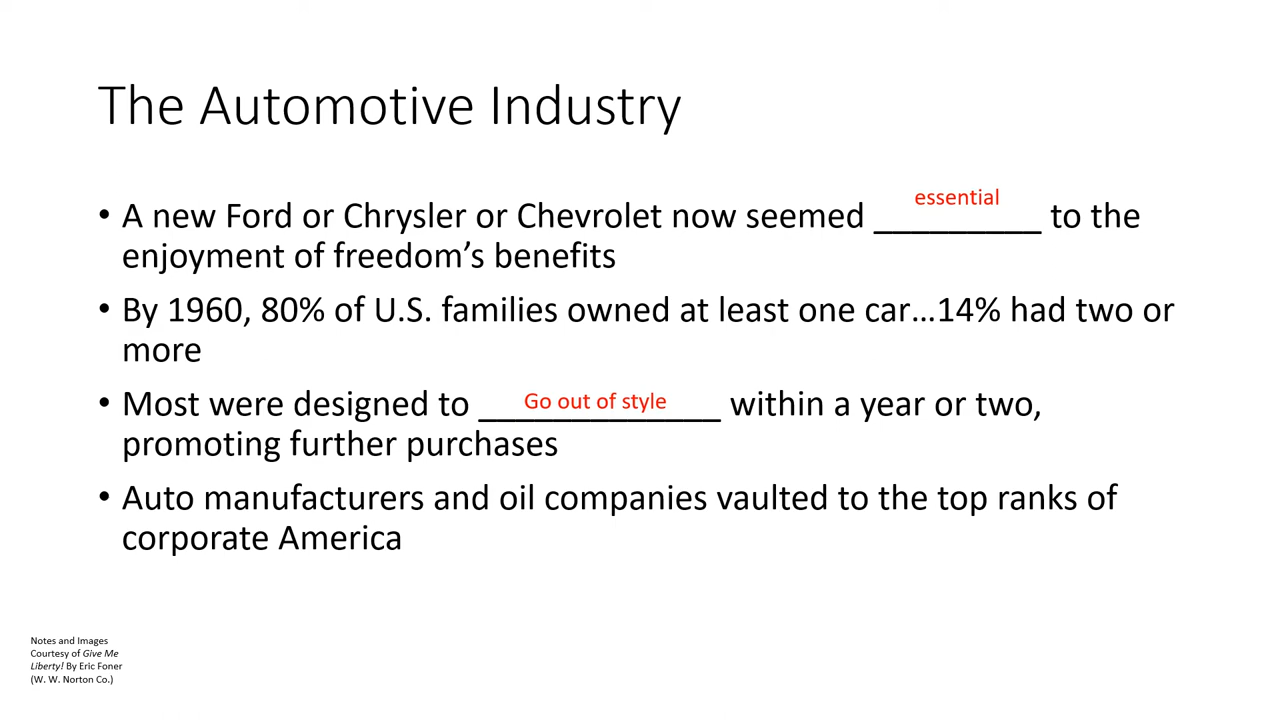 The Automotive Industry
essential
• A new Ford or Chrysler or Chevrolet now seemed _________ to the
enjoyment of freedom’s benefits
• By 1960, 80% of U.S. families owned at least one car…14% had two or
more
• Most were designed to _____________ within a year or two,
Go out of style
promoting further purchases
• Auto manufacturers and oil companies vaulted to the top ranks of
corporate America
Notes and Images
Courtesy of Give Me
Liberty! By Eric Foner
(W. W. Norton Co.)